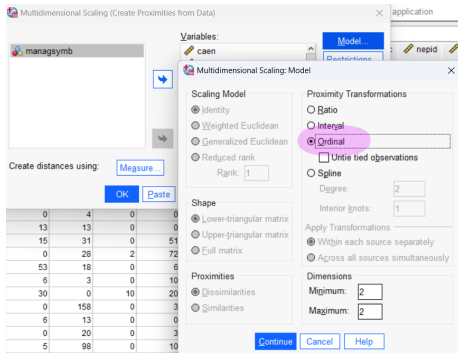 Multidimensional Scaling (Create Proximities from Data)
application
Variables:
managsymb
caen
Model...
Restrictions...
nepid
Create distances using:
Measure...
OK
Paste
Multidimensional Scaling: Model
Scaling Model
Identity
Weighted Euclidean
Generalized Euclidean
Reduced rank
Rank: 1
Shape
Lower-triangular matrix
Upper-triangular matrix
Full matrix
Proximities
Dissimilarities
Similarities
Proximity Transformations
Ratio
Interval
Ordinal
Untie tied observations
Spline
Degree: 2
Interior knots: 1
Apply Transformations
Within each source separately
Across all sources simultaneously
Dimensions
Minimum: 2
Maximum: 2
Continue
Cancel
Help
0 4 0 0
13 13 0 0
15 31 0 51
0 28 2 72
53 18 0 6
6 3 0 10
30 0 10 20
0 158 0 3
6 13 0 0
0 20 0 3
5 98 0 10